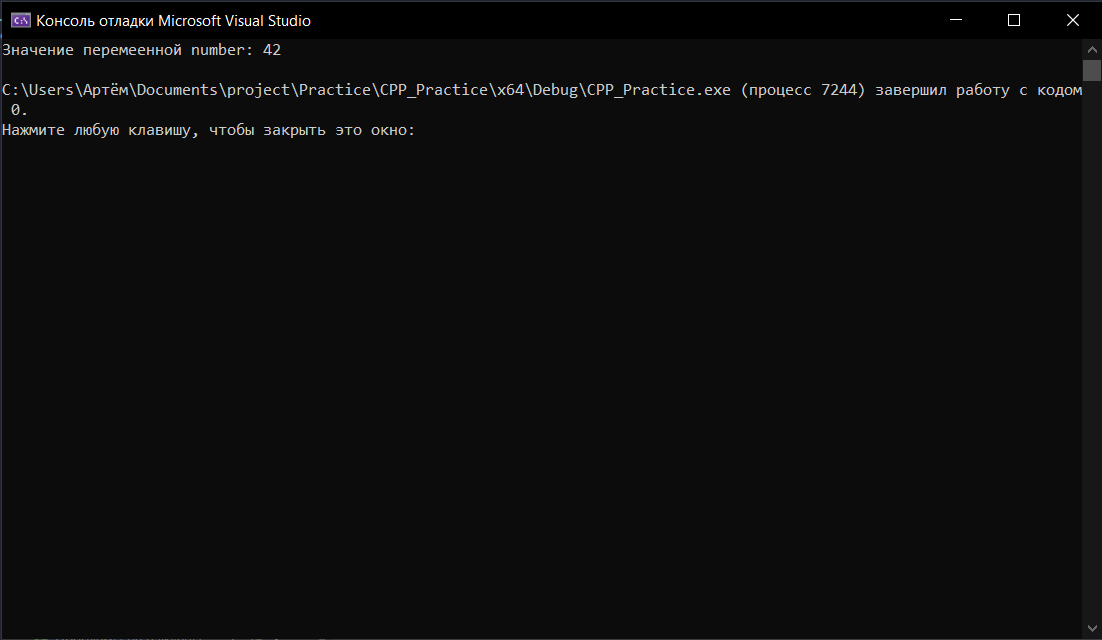 Консоль отладки Microsoft Visual Studio
Значение перемеенной number: 42
C:\Users\Артём\Documents\project\Practice\CPP_Practice\x64\Debug\CPP_Practice.exe (процесс 7244) завершил работу с кодом
0.
Нажмите любую клавишу, чтобы закрыть это окно: